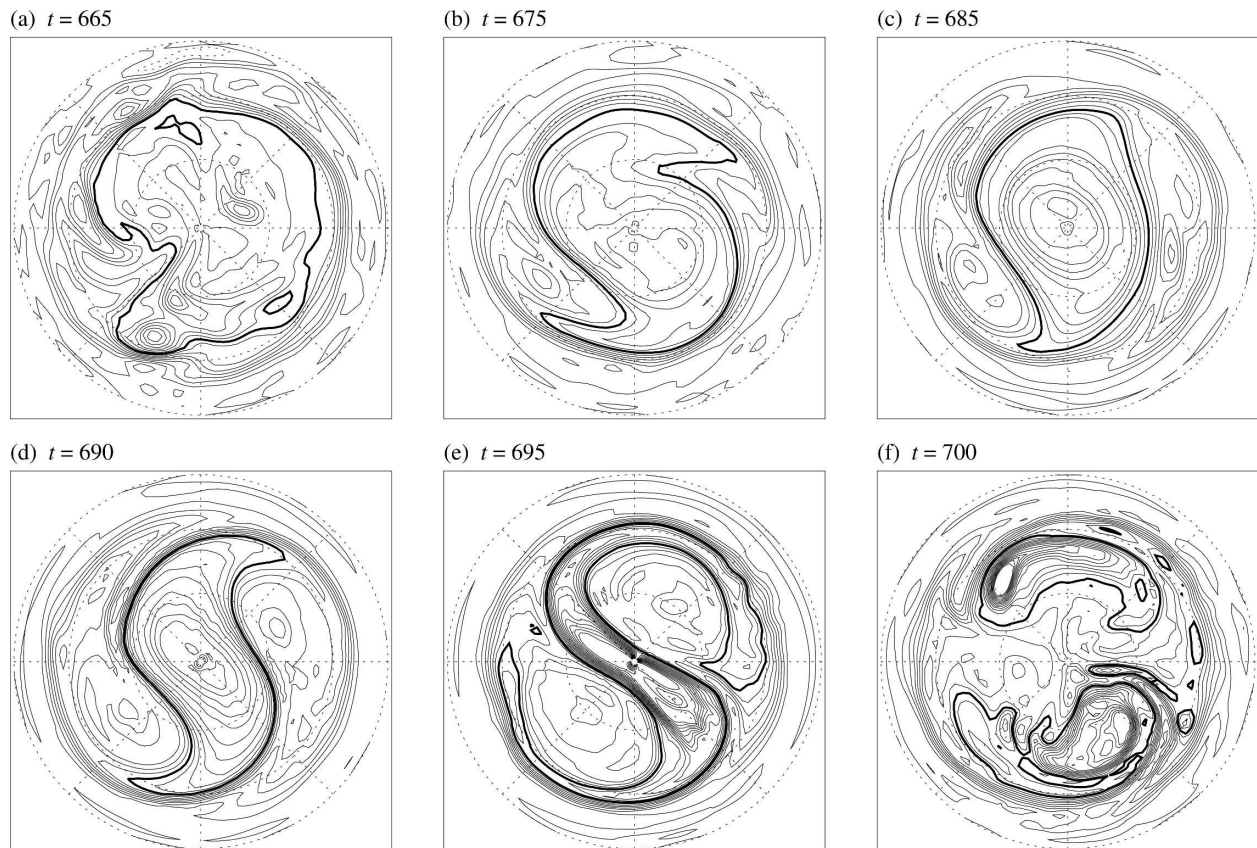 (a) t = 665
(b) t = 675
(c) t = 685
(d) t = 690
(e) t = 695
(f) t = 700